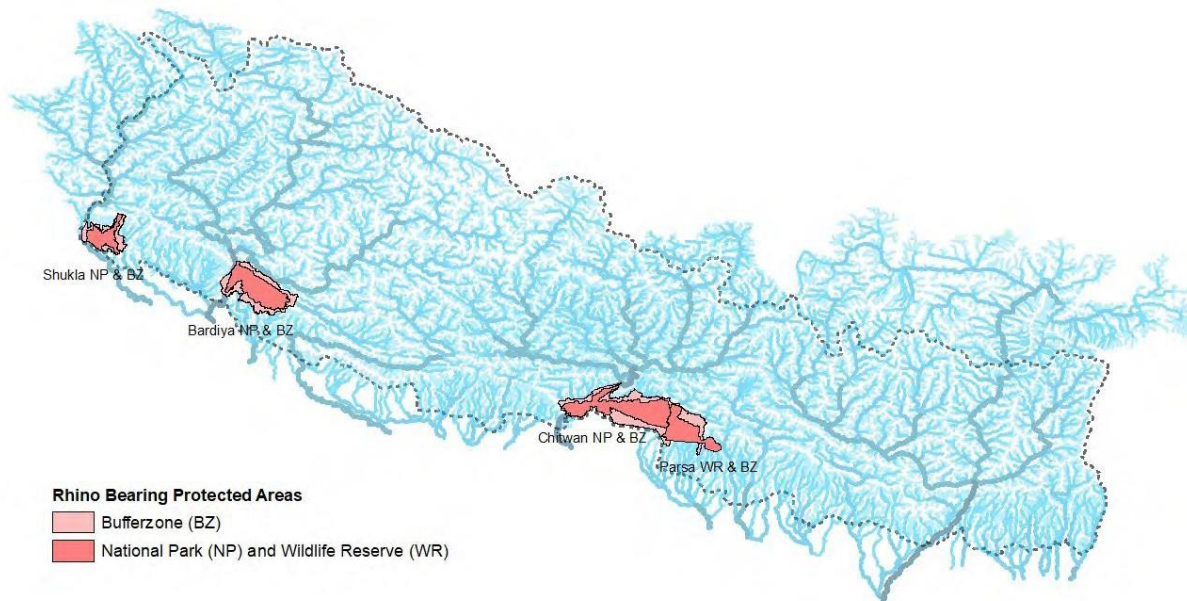 Shukla NP & BZ
Bardiya NP & BZ
Chitwan NP & BZ
Parsa WR & BZ
Rhino Bearing Protected Areas
Bufferzone (BZ)
National Park (NP) and Wildlife Reserve (WR)